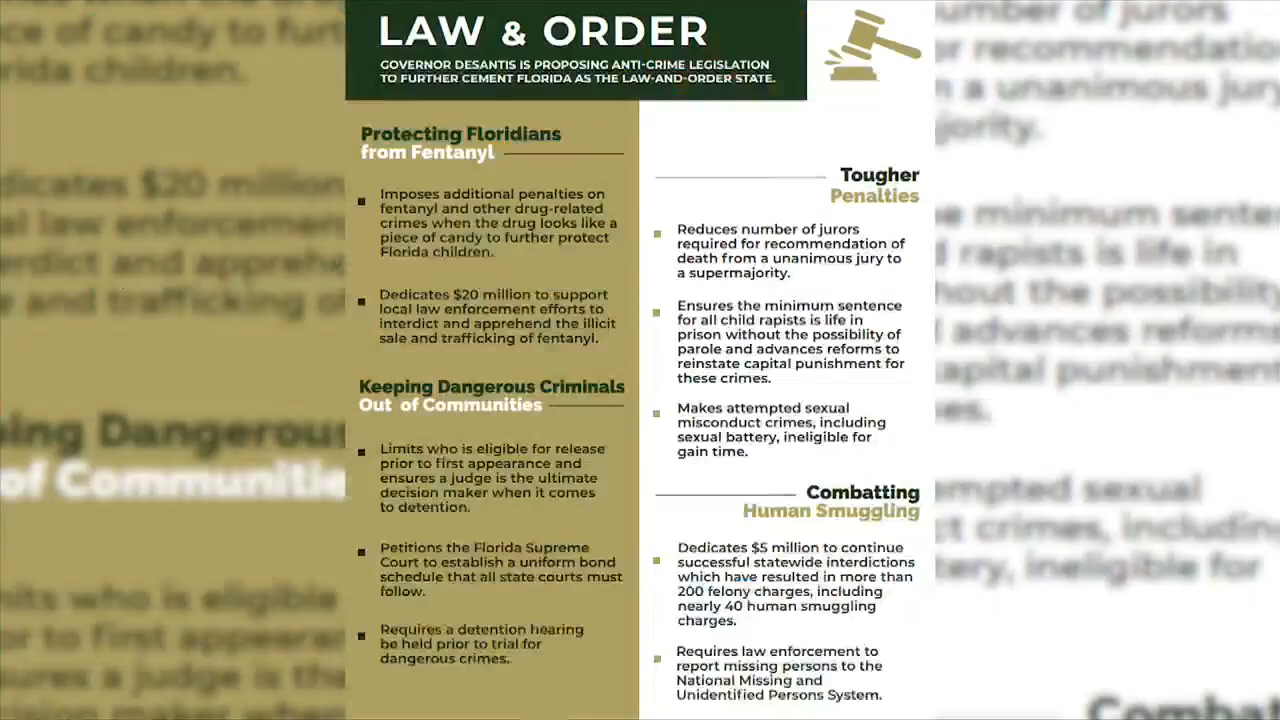 LAW & ORDER
GOVERNOR DESANTIS IS PROPOSING ANTI-CRIME LEGISLATION
TO FURTHER CEMENT FLORIDA AS THE LAW-AND-ORDER STATE.
Protecting Floridians
from Fentanyl
Imposes additional penalties on
fentanyl and other drug-related
crimes when the drug looks like a
piece of candy to further protect
Florida children.
Dedicates $20 million to support
local law enforcement efforts to
interdict and apprehend the illicit
sale and trafficking of fentanyl.
Keeping Dangerous Criminals
Out of Communities
Limits who is eligible for release
prior to first appearance and
ensures a judge is the ultimate
decision maker when it comes
to detention.
Petitions the Florida Supreme
Court to establish a uniform bond
schedule that all state courts must
follow.
Requires a detention hearing
be held prior to trial for
dangerous crimes.
Tougher
Penalties
Reduces number of jurors
required for recommendation of
death from a unanimous jury to
a supermajority.
Ensures the minimum sentence
for all child rapists is life in
prison without the possibility of
parole and advances reforms to
reinstate capital punishment for
these crimes.
Makes attempted sexual
misconduct crimes, including
sexual battery, ineligible for
gain time.
Combatting
Human Smuggling
Dedicates $5 million to continue
successful statewide interdictions
which have resulted in more than
200 felony charges, including
nearly 40 human smuggling
charges.
Requires law enforcement to
report missing persons to the
National Missing and
Unidentified Persons System.